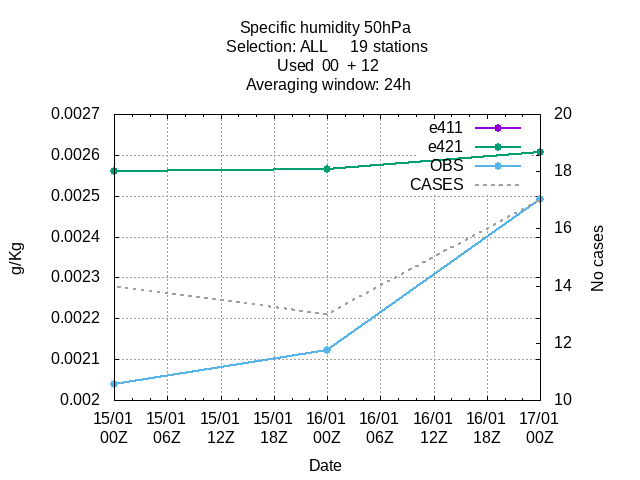 Specific humidity 50hPa
Selection: ALL     19 stations
Used  00  + 12
Averaging window: 24h
0.0027
0.0026
0.0025
0.0024
0.0023
0.0022
0.0021
0.002
g/Kg
e411
e421
OBS
CASES
20
18
16
14
12
10
No cases
15/01 15/01 15/01 15/01 16/01 16/01 16/01 16/01 17/01
00Z 06Z 12Z 18Z 00Z 06Z 12Z 18Z 00Z
Date